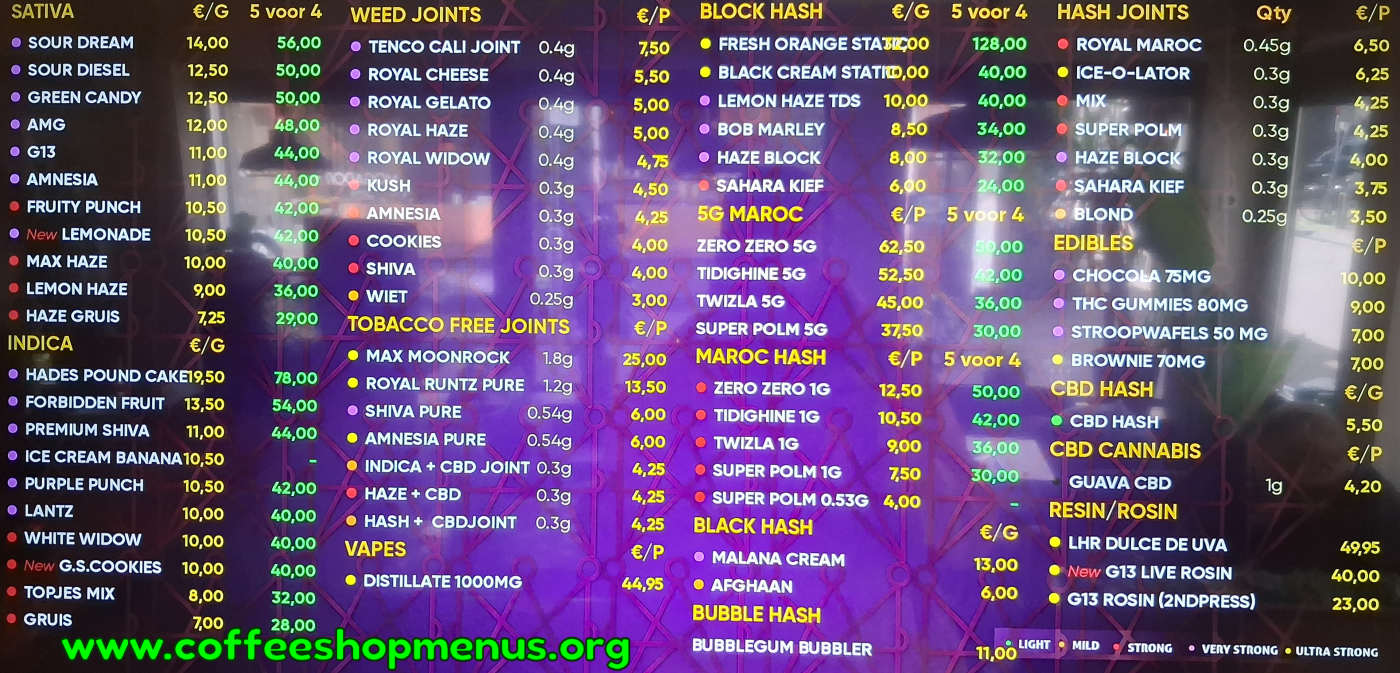 SATIVA €/G 5 voor 4
SOUR DREAM 14,00 56,00
SOUR DIESEL 12,50 50,00
GREEN CANDY 12,50 50,00
AMG 12,00 48,00
G13 11,00 44,00
AMNESIA 11,00 44,00
FRUITY PUNCH 10,50 42,00
New LEMONADE 10,50 42,00
MAX HAZE 10,00 40,00
LEMON HAZE 9,00 36,00
HAZE GRUIS 7,25 29,00
INDICA €/G
HADES POUND CAKE 19,50 78,00
FORBIDDEN FRUIT 13,50 54,00
PREMIUM SHIVA 11,00 44,00
ICE CREAM BANANA 10,50 -
PURPLE PUNCH 10,50 42,00
LANTZ 10,00 40,00
WHITE WIDOW 10,00 40,00
New G.S.COOKIES 10,00 40,00
TOPJES MIX 8,00 32,00
GRUIS 7,00 28,00
WEED JOINTS €/P
TENCO CALI JOINT 0.4g 7,50
ROYAL CHEESE 0.4g 5,50
ROYAL GELATO 0.4g 5,00
ROYAL HAZE 0.4g 5,00
ROYAL WIDOW 0.4g 4,75
KUSH 0.3g 4,50
AMNESIA 0.3g 4,25
COOKIES 0.3g 4,00
SHIVA 0.3g 4,00
WIET 0.25g 3,00
TOBACCO FREE JOINTS €/P
MAX MOONROCK 1.8g 25,00
ROYAL RUNTZ PURE 1.2g 13,50
SHIVA PURE 0.54g 6,00
AMNESIA PURE 0.54g 6,00
INDICA + CBD JOINT 0.3g 4,25
HAZE + CBD 0.3g 4,25
HASH + CBDJOINT 0.3g 4,25
VAPES €/P
DISTILLATE 1000MG 44,95
BLOCK HASH €/G 5 voor 4
FRESH ORANGE STATIC 128,00
BLACK CREAM STATIC 40,00
LEMON HAZE TDS 10,00 40,00
BOB MARLEY 8,50 34,00
HAZE BLOCK 8,00 32,00
SAHARA KIEF 6,00 24,00
5G MAROC €/P 5 voor 4
ZERO ZERO 5G 62,50 50,00
TIDIGHINE 5G 52,50 42,00
TWIZLA 5G 45,00 36,00
SUPER POLM 5G 37,50 30,00
MAROC HASH €/P 5 voor 4
ZERO ZERO 1G 12,50 50,00
TIDIGHINE 1G 10,50 42,00
TWIZLA 1G 9,00 36,00
SUPER POLM 1G 7,50 30,00
SUPER POLM 0.53G 4,00 -
BLACK HASH €/G
MALANA CREAM 13,00
AFGHAAN 6,00
BUBBLE HASH
BUBBLEGUM BUBBLER 11,00
HASH JOINTS Qty €/P
ROYAL MAROC 0.45g 6,50
ICE-O-LATOR 0.3g 6,25
MIX 0.3g 4,25
SUPER POLM 0.3g 4,25
HAZE BLOCK 0.3g 4,00
SAHARA KIEF 0.3g 3,75
BLOND 0.25g 3,50
EDIBLES €/P
CHOCOLA 75MG 10,00
THC GUMMIES 80MG 9,00
STROOPWAFELS 50 MG 7,00
BROWNIE 70MG 7,00
CBD HASH €/G
CBD HASH 5,50
CBD CANNABIS €/P
GUAVA CBD 1g 4,20
RESIN/ROSIN
LHR DULCE DE UVA 49,95
New G13 LIVE ROSIN 40,00
G13 ROSIN (2NDPRESS) 23,00
LIGHT MILD STRONG VERY STRONG ULTRA STRONG
www.coffeeshopmenus.org